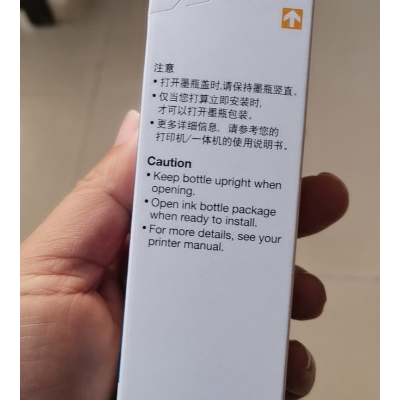 注意
• 打开墨瓶盖时,请保持墨瓶竖直。
• 仅当您打算立即安装时,
才可以打开墨瓶包装。
• 更多详细信息, 请参考您的
打印机/一体机的使用说明书。
Caution
• Keep bottle upright when
opening.
• Open ink bottle package
when ready to install.
• For more details, see your
printer manual.